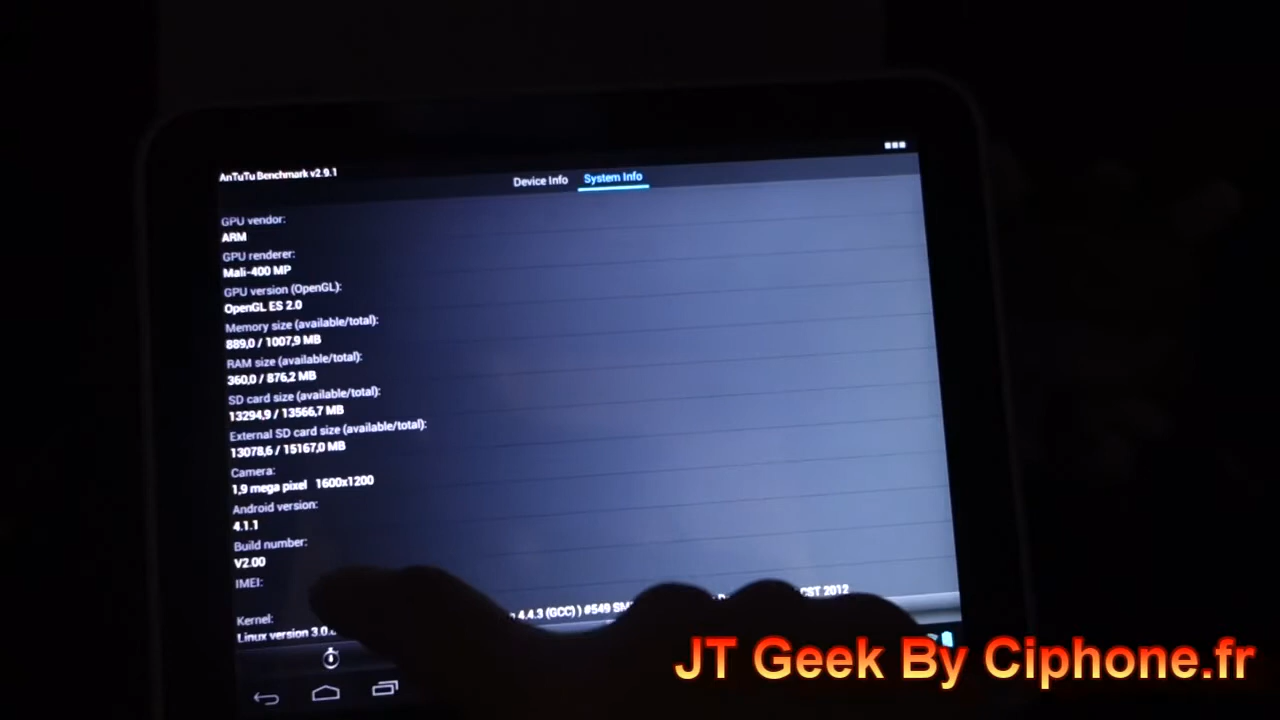 AnTuTu Benchmark v2.9.1
Device Info System Info
GPU vendor:
ARM
GPU renderer:
Mali-400 MP
GPU version (OpenGL):
OpenGL ES 2.0
Memory size (available/total):
889,0 / 1007,9 MB
RAM size (available/total):
360,0 / 876,2 MB
SD card size (available/total):
13294,9 / 13566,7 MB
External SD card size (available/total):
13078,6 / 15167,0 MB
Camera:
1,9 mega pixel 1600x1200
Android version:
4.1.1
Build number:
V2.00
IMEI:
Kernel:
Linux version 3.0. 4.4.3 (GCC) ) #549 CST 2012
JT Geek By Ciphone.fr